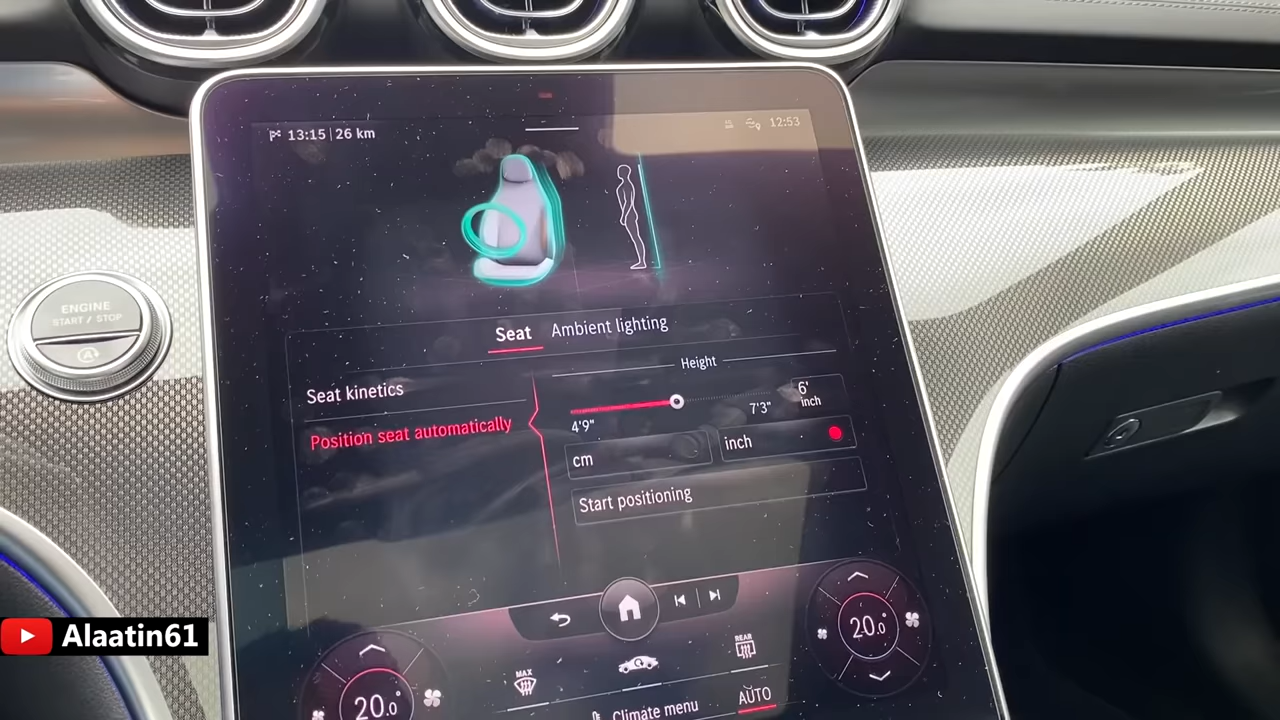 13:15 | 26 km
12:53
ENGINE
START / STOP
A
Seat
Ambient lighting
Height
Seat kinetics
Position seat automatically
4'9"
7'3"
6'
inch
cm
inch
Start positioning
20.0°
MAX
REAR
20.0°
Climate menu
AUTO
Alaatin61